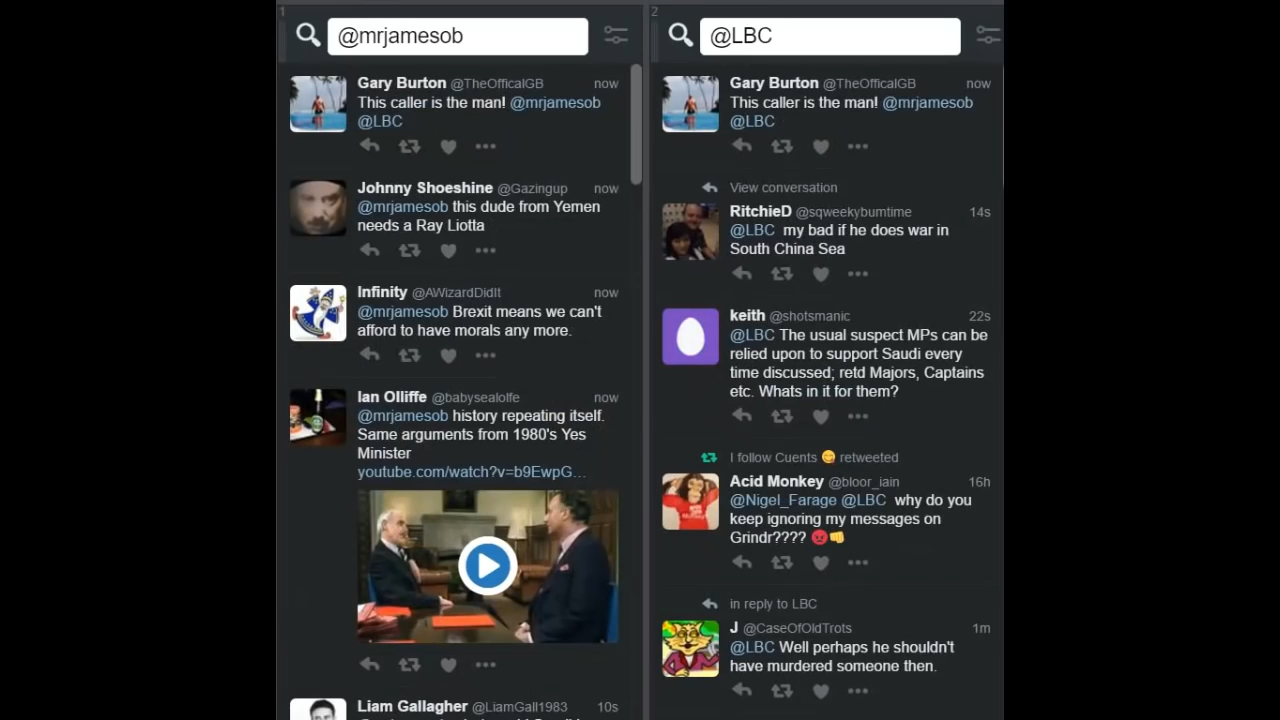 1
@mrjamesob
Gary Burton @TheOfficalGB now
This caller is the man! @mrjamesob
@LBC
Johnny Shoeshine @Gazingup now
@mrjamesob this dude from Yemen
needs a Ray Liotta
Infinity @AWizardDidIt now
@mrjamesob Brexit means we can't
afford to have morals any more.
Ian Olliffe @babysealolfe now
@mrjamesob history repeating itself.
Same arguments from 1980's Yes
Minister
youtube.com/watch?v=b9EwpG…
Liam Gallagher @LiamGall1983 10s
2
@LBC
Gary Burton @TheOfficalGB now
This caller is the man! @mrjamesob
@LBC
View conversation
RitchieD @sqweekybumtime 14s
@LBC my bad if he does war in
South China Sea
keith @shotsmanic 22s
@LBC The usual suspect MPs can be
relied upon to support Saudi every
time discussed; retd Majors, Captains
etc. Whats in it for them?
I follow Cuents 😋 retweeted
Acid Monkey @bloor_iain 16h
@Nigel_Farage @LBC why do you
keep ignoring my messages on
Grindr???? 😡👊
in reply to LBC
J @CaseOfOldTrots 1m
@LBC Well perhaps he shouldn't
have murdered someone then.